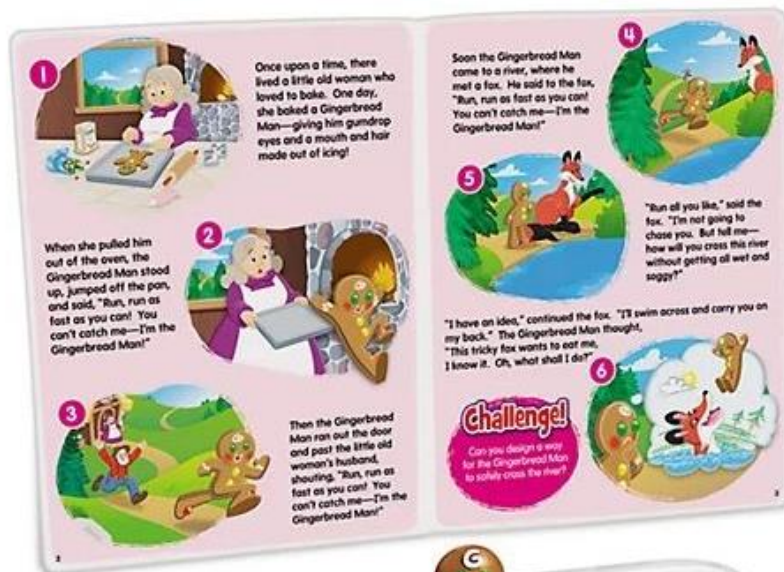 1
Once upon a time, there
lived a little old woman who
loved to bake. One day,
she baked a Gingerbread
Man—giving him gumdrop
eyes and a mouth and hair
made out of icing!
When she pulled him
out of the oven, the
Gingerbread Man stood
up, jumped off the pan,
and said, "Run, run as
fast as you can! You
can't catch me—I'm the
Gingerbread Man!"
2
3
Then the Gingerbread
Man ran out the door
and past the little old
woman's husband,
shouting, "Run, run as
fast as you can! You
can't catch me—I'm the
Gingerbread Man!"
2
Soon the Gingerbread Man
came to a river, where he
met a fox. He said to the fox,
"Run, run as fast as you can!
You can't catch me—I'm the
Gingerbread Man!"
4
5
"Run all you like," said the
fox. "I'm not going to
chase you. But tell me—
how will you cross this river
without getting all wet and
soggy?"
"I have an idea," continued the fox. "I'll swim across and carry you on
my back." The Gingerbread Man thought,
"This tricky fox wants to eat me,
I know it. Oh, what shall I do?"
6
Challenge!
Can you design a way
for the Gingerbread Man
to safely cross the river?
3
C